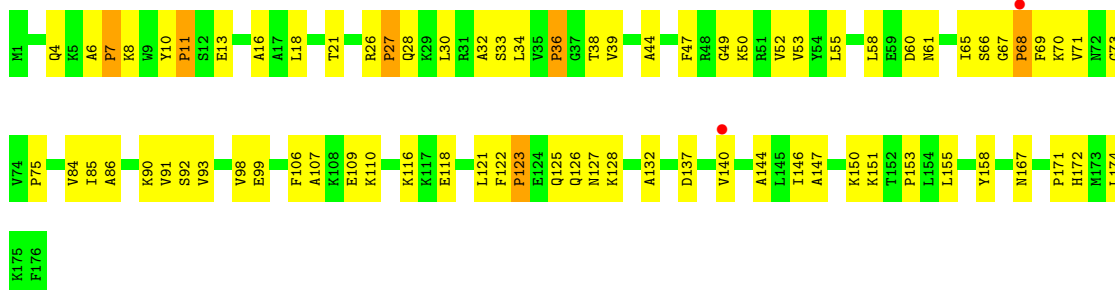 M1 Q4 K5 A6 P7 K8 W9 Y10 P11 S12 E13 A16 A17 L18 T21 R26 P27 Q28 K29 L30 R31 A32 S33 L34 V35 P36 G37 T38 V39 A44 F47 R48 G49 K50 R51 V52 V53 Y54 L55 L58 E59 D60 N61 I65 S66 G67 P68 F69 K70 V71 N72 G73
V74 P75 V84 I85 A86 K90 V91 S92 V93 V98 E99 F106 A107 K108 E109 K110 K116 K117 E118 L121 F122 P123 E124 Q125 Q126 N127 K128 A132 D137 V140 A144 L145 I146 A147 K150 K151 T152 P153 L154 L155 Y158 N167 P171 H172 M173 L174
K175 F176